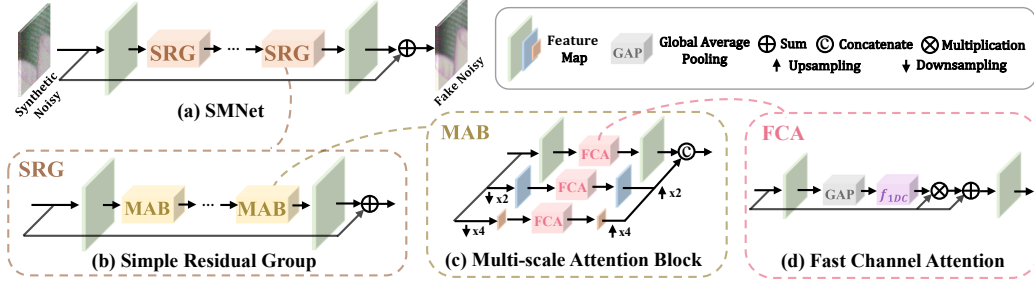 Synthetic
Noisy
SRG
...
SRG
Fake Noisy
(a) SMNet
Feature
Map
GAP
Global Average
Pooling
Sum
C Concatenate
Multiplication
Upsampling
Downsampling
SRG
MAB
...
MAB
(b) Simple Residual Group
MAB
FCA
C
x2
FCA
x2
x4
FCA
x4
(c) Multi-scale Attention Block
FCA
GAP
f1DC
(d) Fast Channel Attention